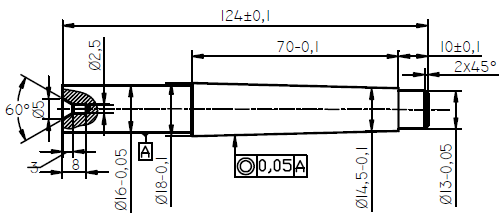 124±0,1
70-0,1
10±0,1
2x45°
Ø2,5
60°
Ø5
3
8
A
Ø16-0,05
Ø18-0,1
◎ 0,05 A
Ø14,5-0,1
Ø13-0,05